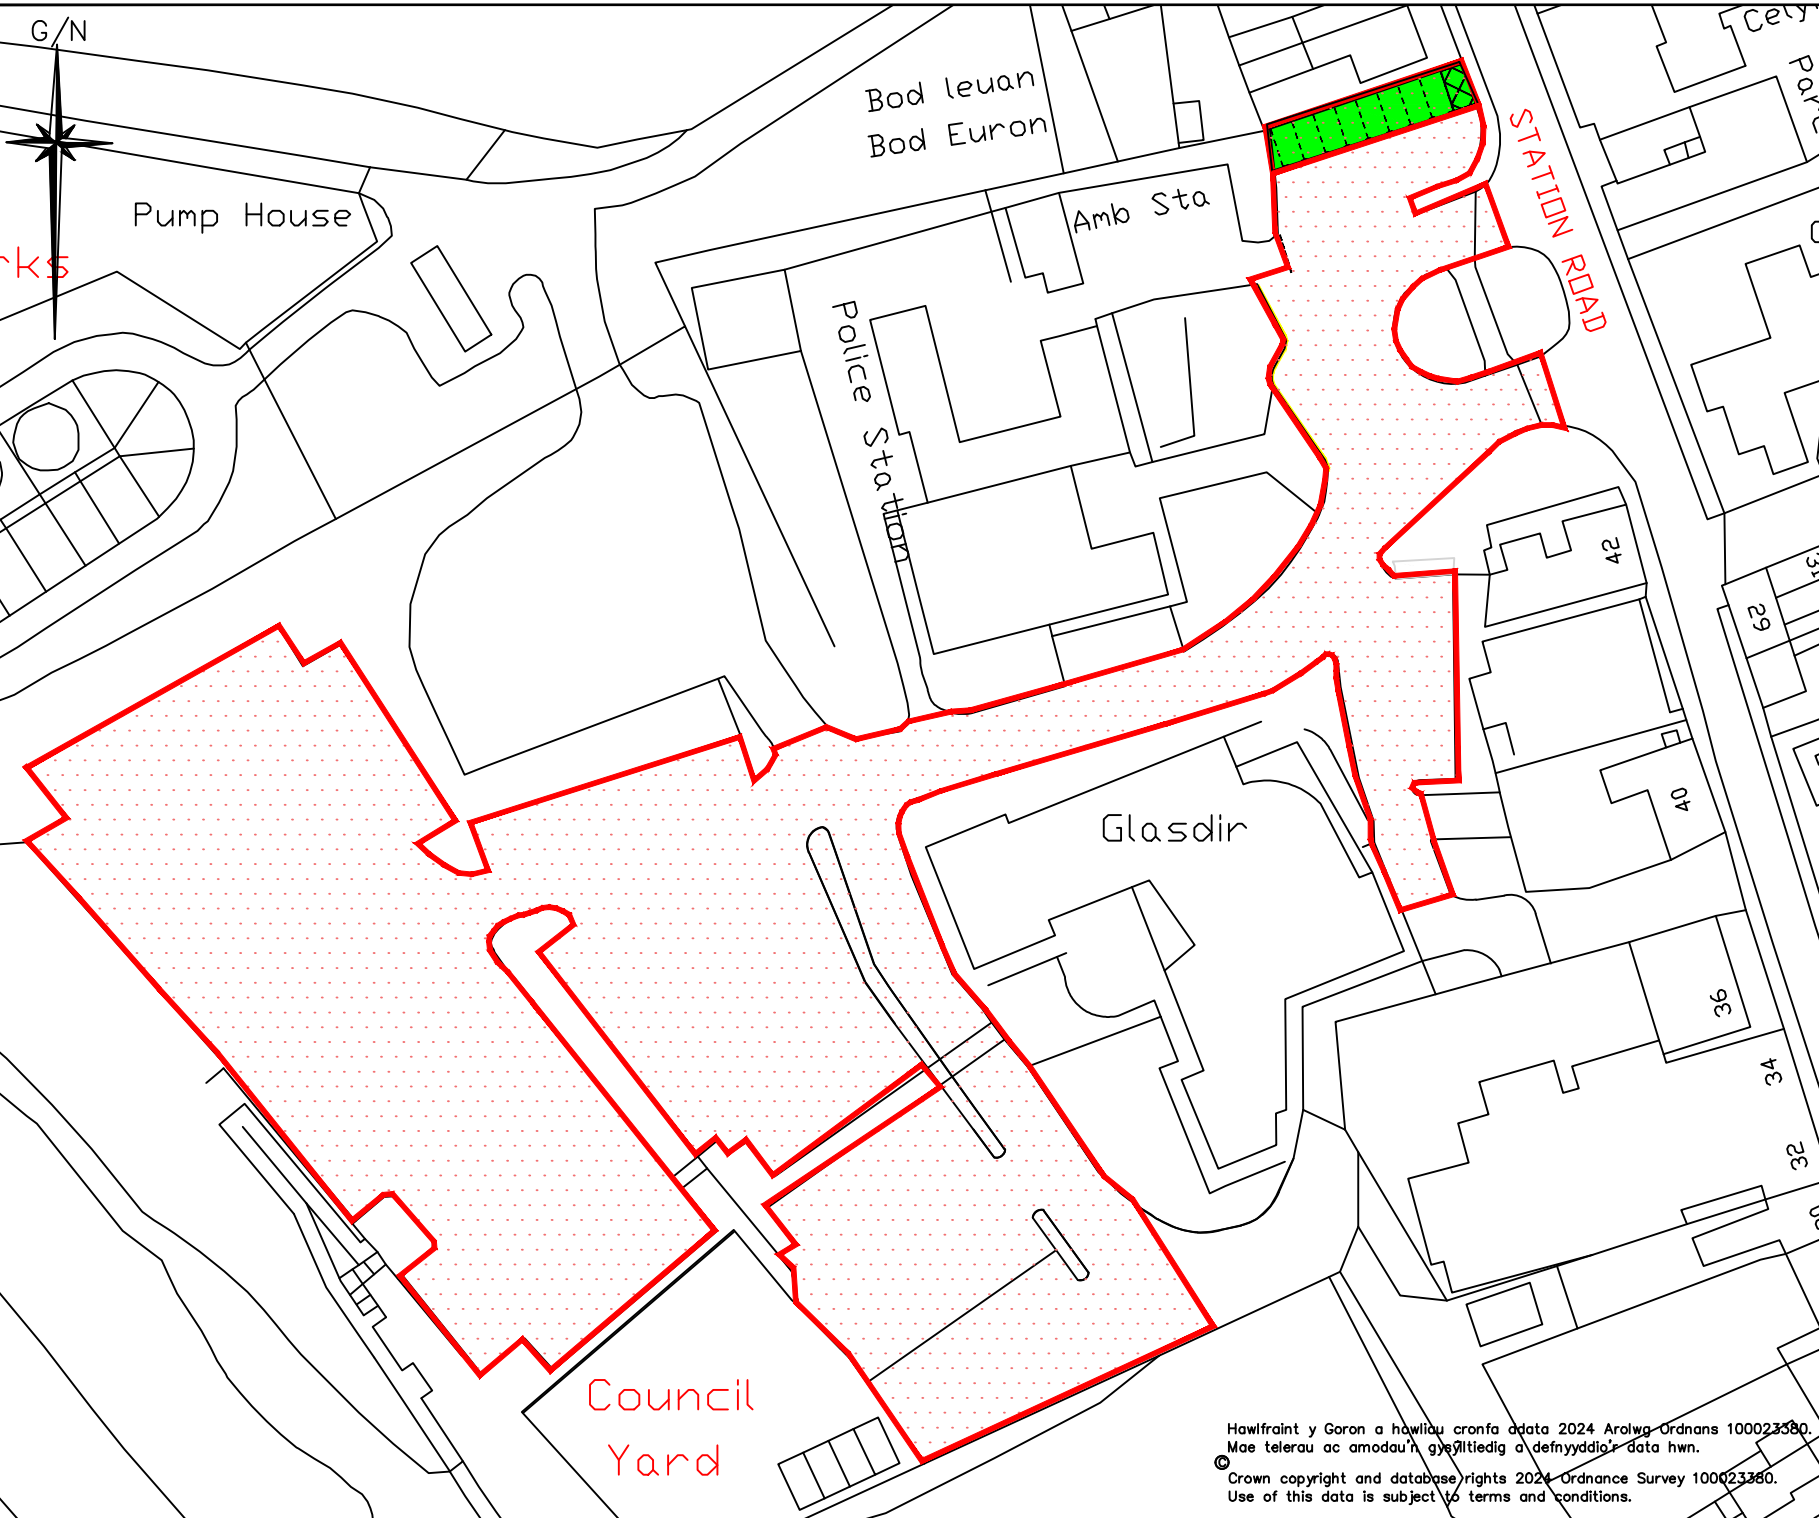 G/N
Pump House
rks
Bod Ieuan
Bod Euron
Amb Sta
Police Station
STATION ROAD
Cely
42
62
40
36
34
32
Glasdir
Council
Yard
Hawlfraint y Goron a hawliau cronfa ddata 2024 Arolwg Ordnans 100023380.
Mae telerau ac amodau'n gysylltiedig a defnyddio'r data hwn.
©
Crown copyright and database rights 2024 Ordnance Survey 100023380.
Use of this data is subject to terms and conditions.